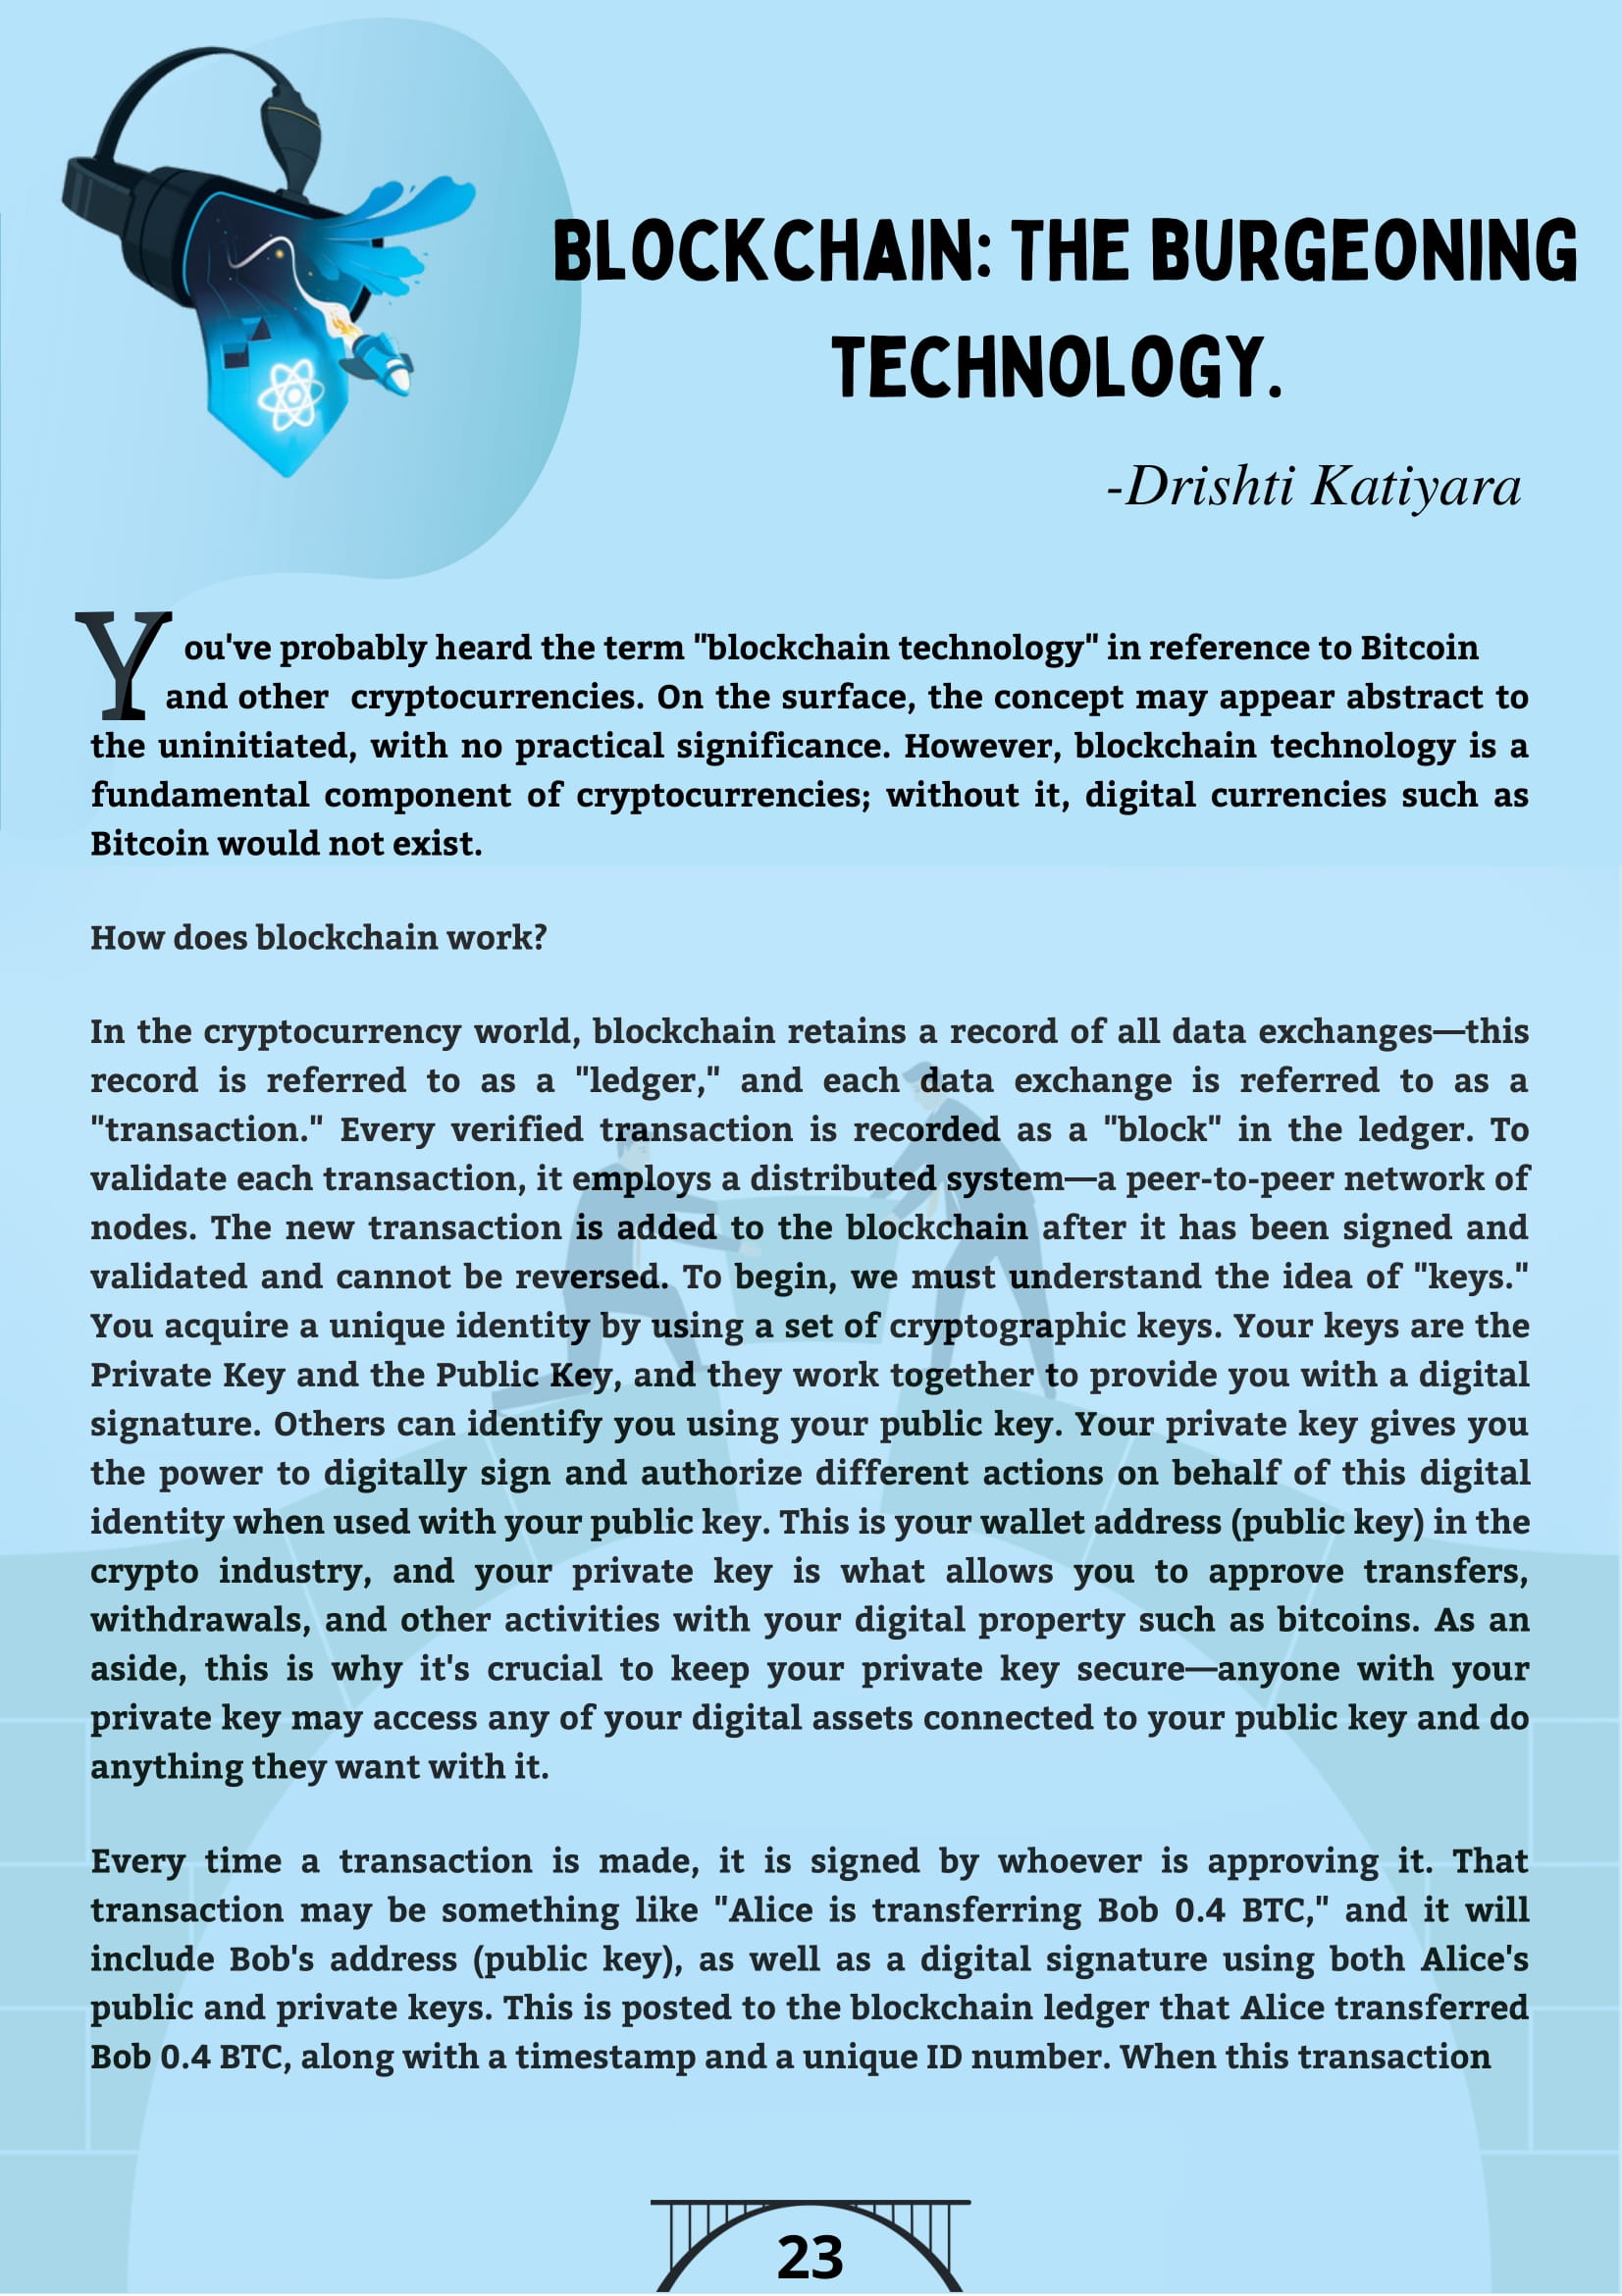 BLOCKCHAIN: THE BURGEONING
TECHNOLOGY.
-Drishti Katiyara
You've probably heard the term "blockchain technology" in reference to Bitcoin
and other cryptocurrencies. On the surface, the concept may appear abstract to
the uninitiated, with no practical significance. However, blockchain technology is a
fundamental component of cryptocurrencies; without it, digital currencies such as
Bitcoin would not exist.
How does blockchain work?
In the cryptocurrency world, blockchain retains a record of all data exchanges—this
record is referred to as a "ledger," and each data exchange is referred to as a
"transaction." Every verified transaction is recorded as a "block" in the ledger. To
validate each transaction, it employs a distributed system—a peer-to-peer network of
nodes. The new transaction is added to the blockchain after it has been signed and
validated and cannot be reversed. To begin, we must understand the idea of "keys."
You acquire a unique identity by using a set of cryptographic keys. Your keys are the
Private Key and the Public Key, and they work together to provide you with a digital
signature. Others can identify you using your public key. Your private key gives you
the power to digitally sign and authorize different actions on behalf of this digital
identity when used with your public key. This is your wallet address (public key) in the
crypto industry, and your private key is what allows you to approve transfers,
withdrawals, and other activities with your digital property such as bitcoins. As an
aside, this is why it's crucial to keep your private key secure—anyone with your
private key may access any of your digital assets connected to your public key and do
anything they want with it.
Every time a transaction is made, it is signed by whoever is approving it. That
transaction may be something like "Alice is transferring Bob 0.4 BTC," and it will
include Bob's address (public key), as well as a digital signature using both Alice's
public and private keys. This is posted to the blockchain ledger that Alice transferred
Bob 0.4 BTC, along with a timestamp and a unique ID number. When this transaction
23